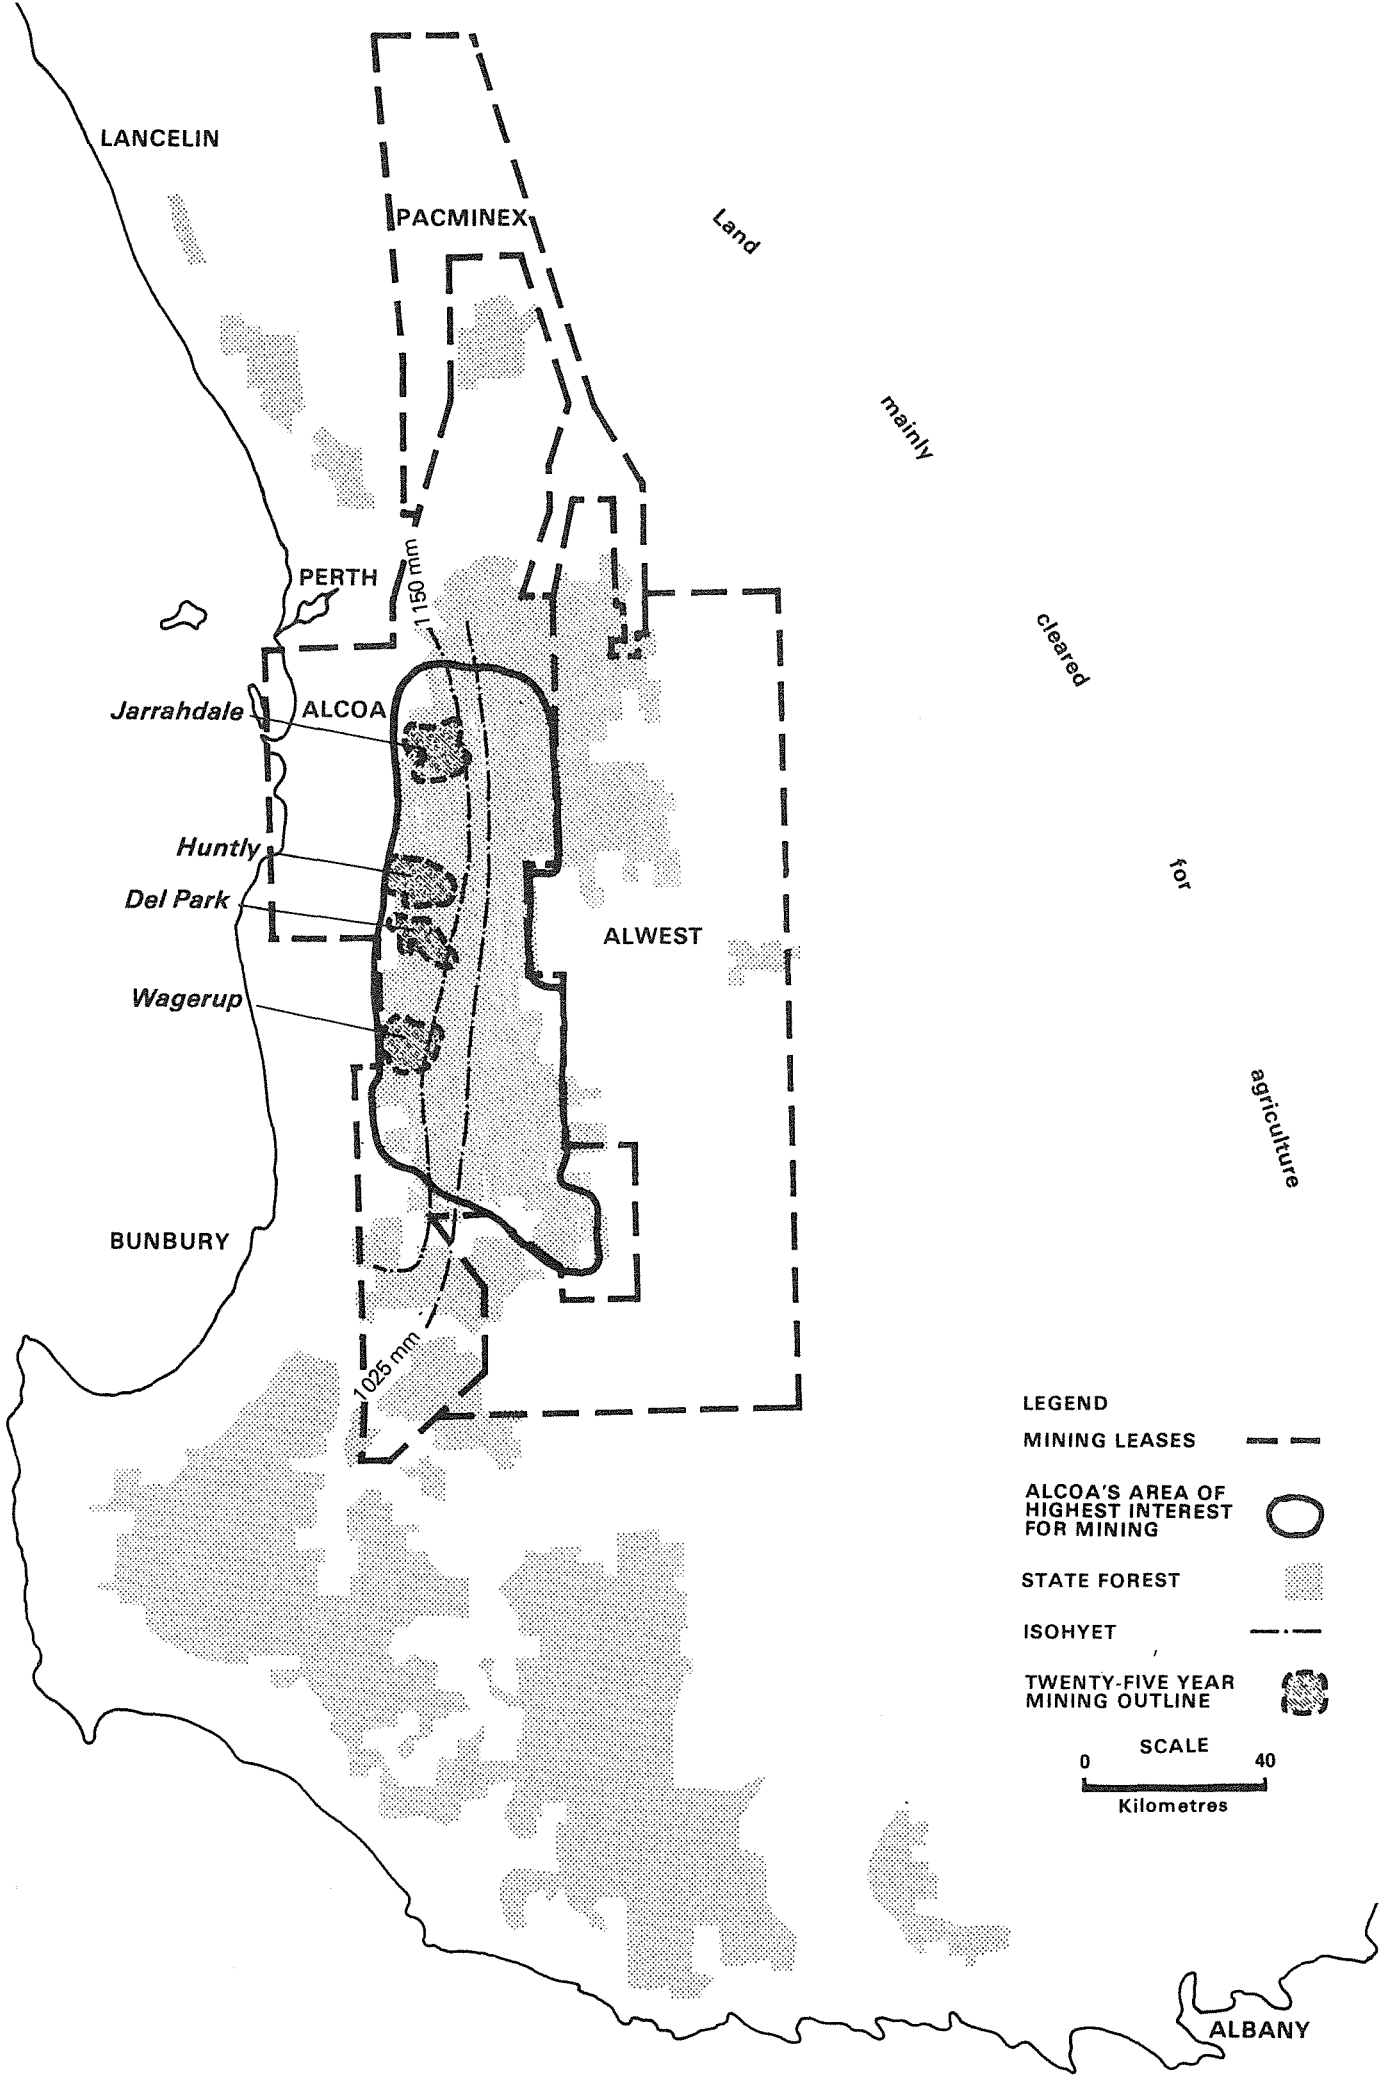 LANCELIN
PACMINEX
Land
mainly
1150 mm
PERTH
cleared
Jarrahdale
ALCOA
Huntly
for
Del Park
ALWEST
Wagerup
agriculture
BUNBURY
1025 mm
LEGEND
MINING LEASES
ALCOA'S AREA OF
HIGHEST INTEREST
FOR MINING
STATE FOREST
ISOHYET
TWENTY-FIVE YEAR
MINING OUTLINE
SCALE
0 40
Kilometres
ALBANY